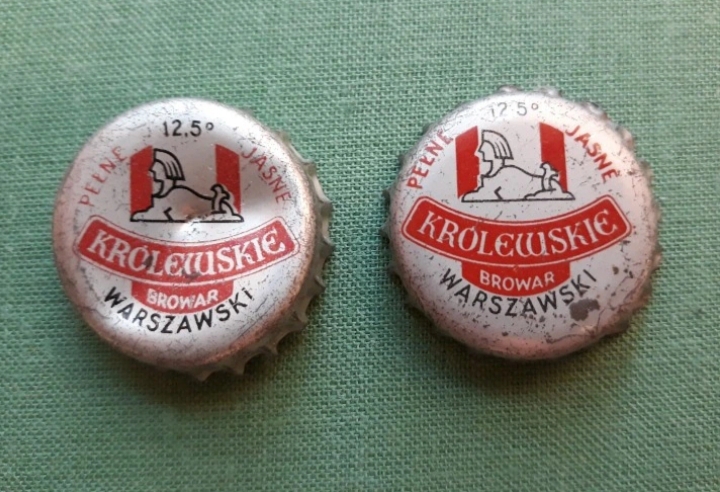 12,5°
PEŁNE JASNE
KRÓLEWSKIE
BROWAR
WARSZAWSKI
12,5°
PEŁNE JASNE
KRÓLEWSKIE
BROWAR
WARSZAWSKI